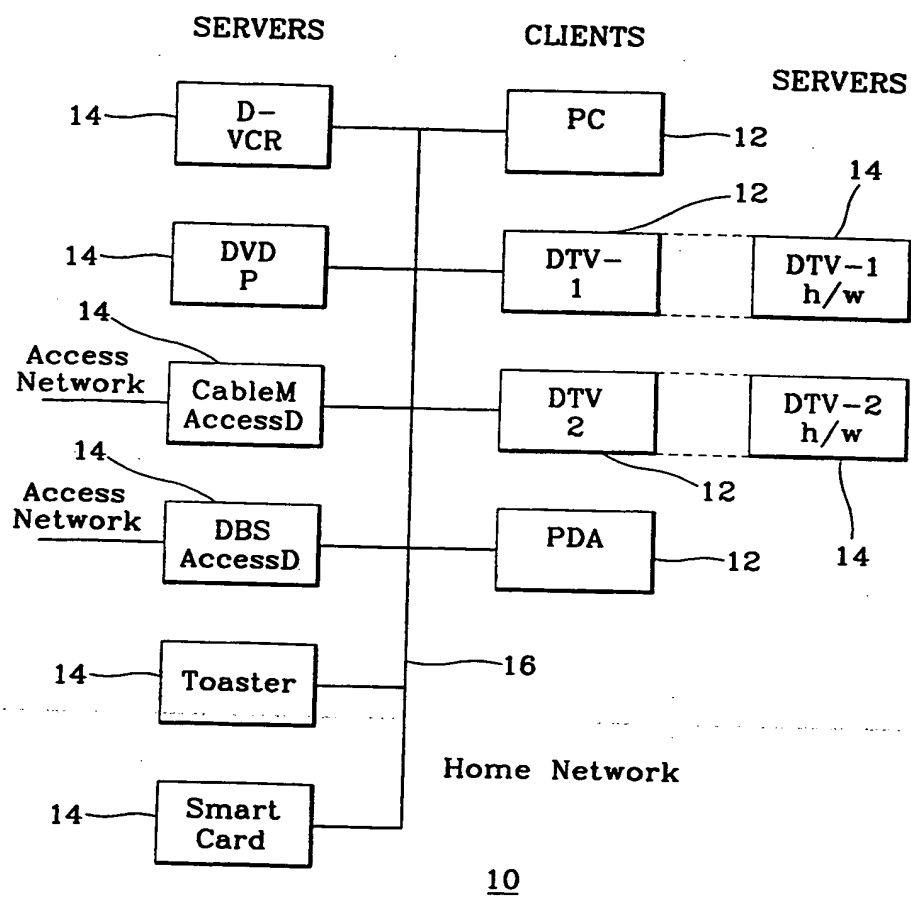 SERVERS
CLIENTS
SERVERS
14
D-
VCR
PC
12
14
DVD
P
12
DTV-
1
14
DTV-1
h/w
14
Access
Network
CableM
AccessD
DTV
2
12
DTV-2
h/w
14
14
Access
Network
DBS
AccessD
PDA
12
14
Toaster
16
14
Smart
Card
Home Network
10